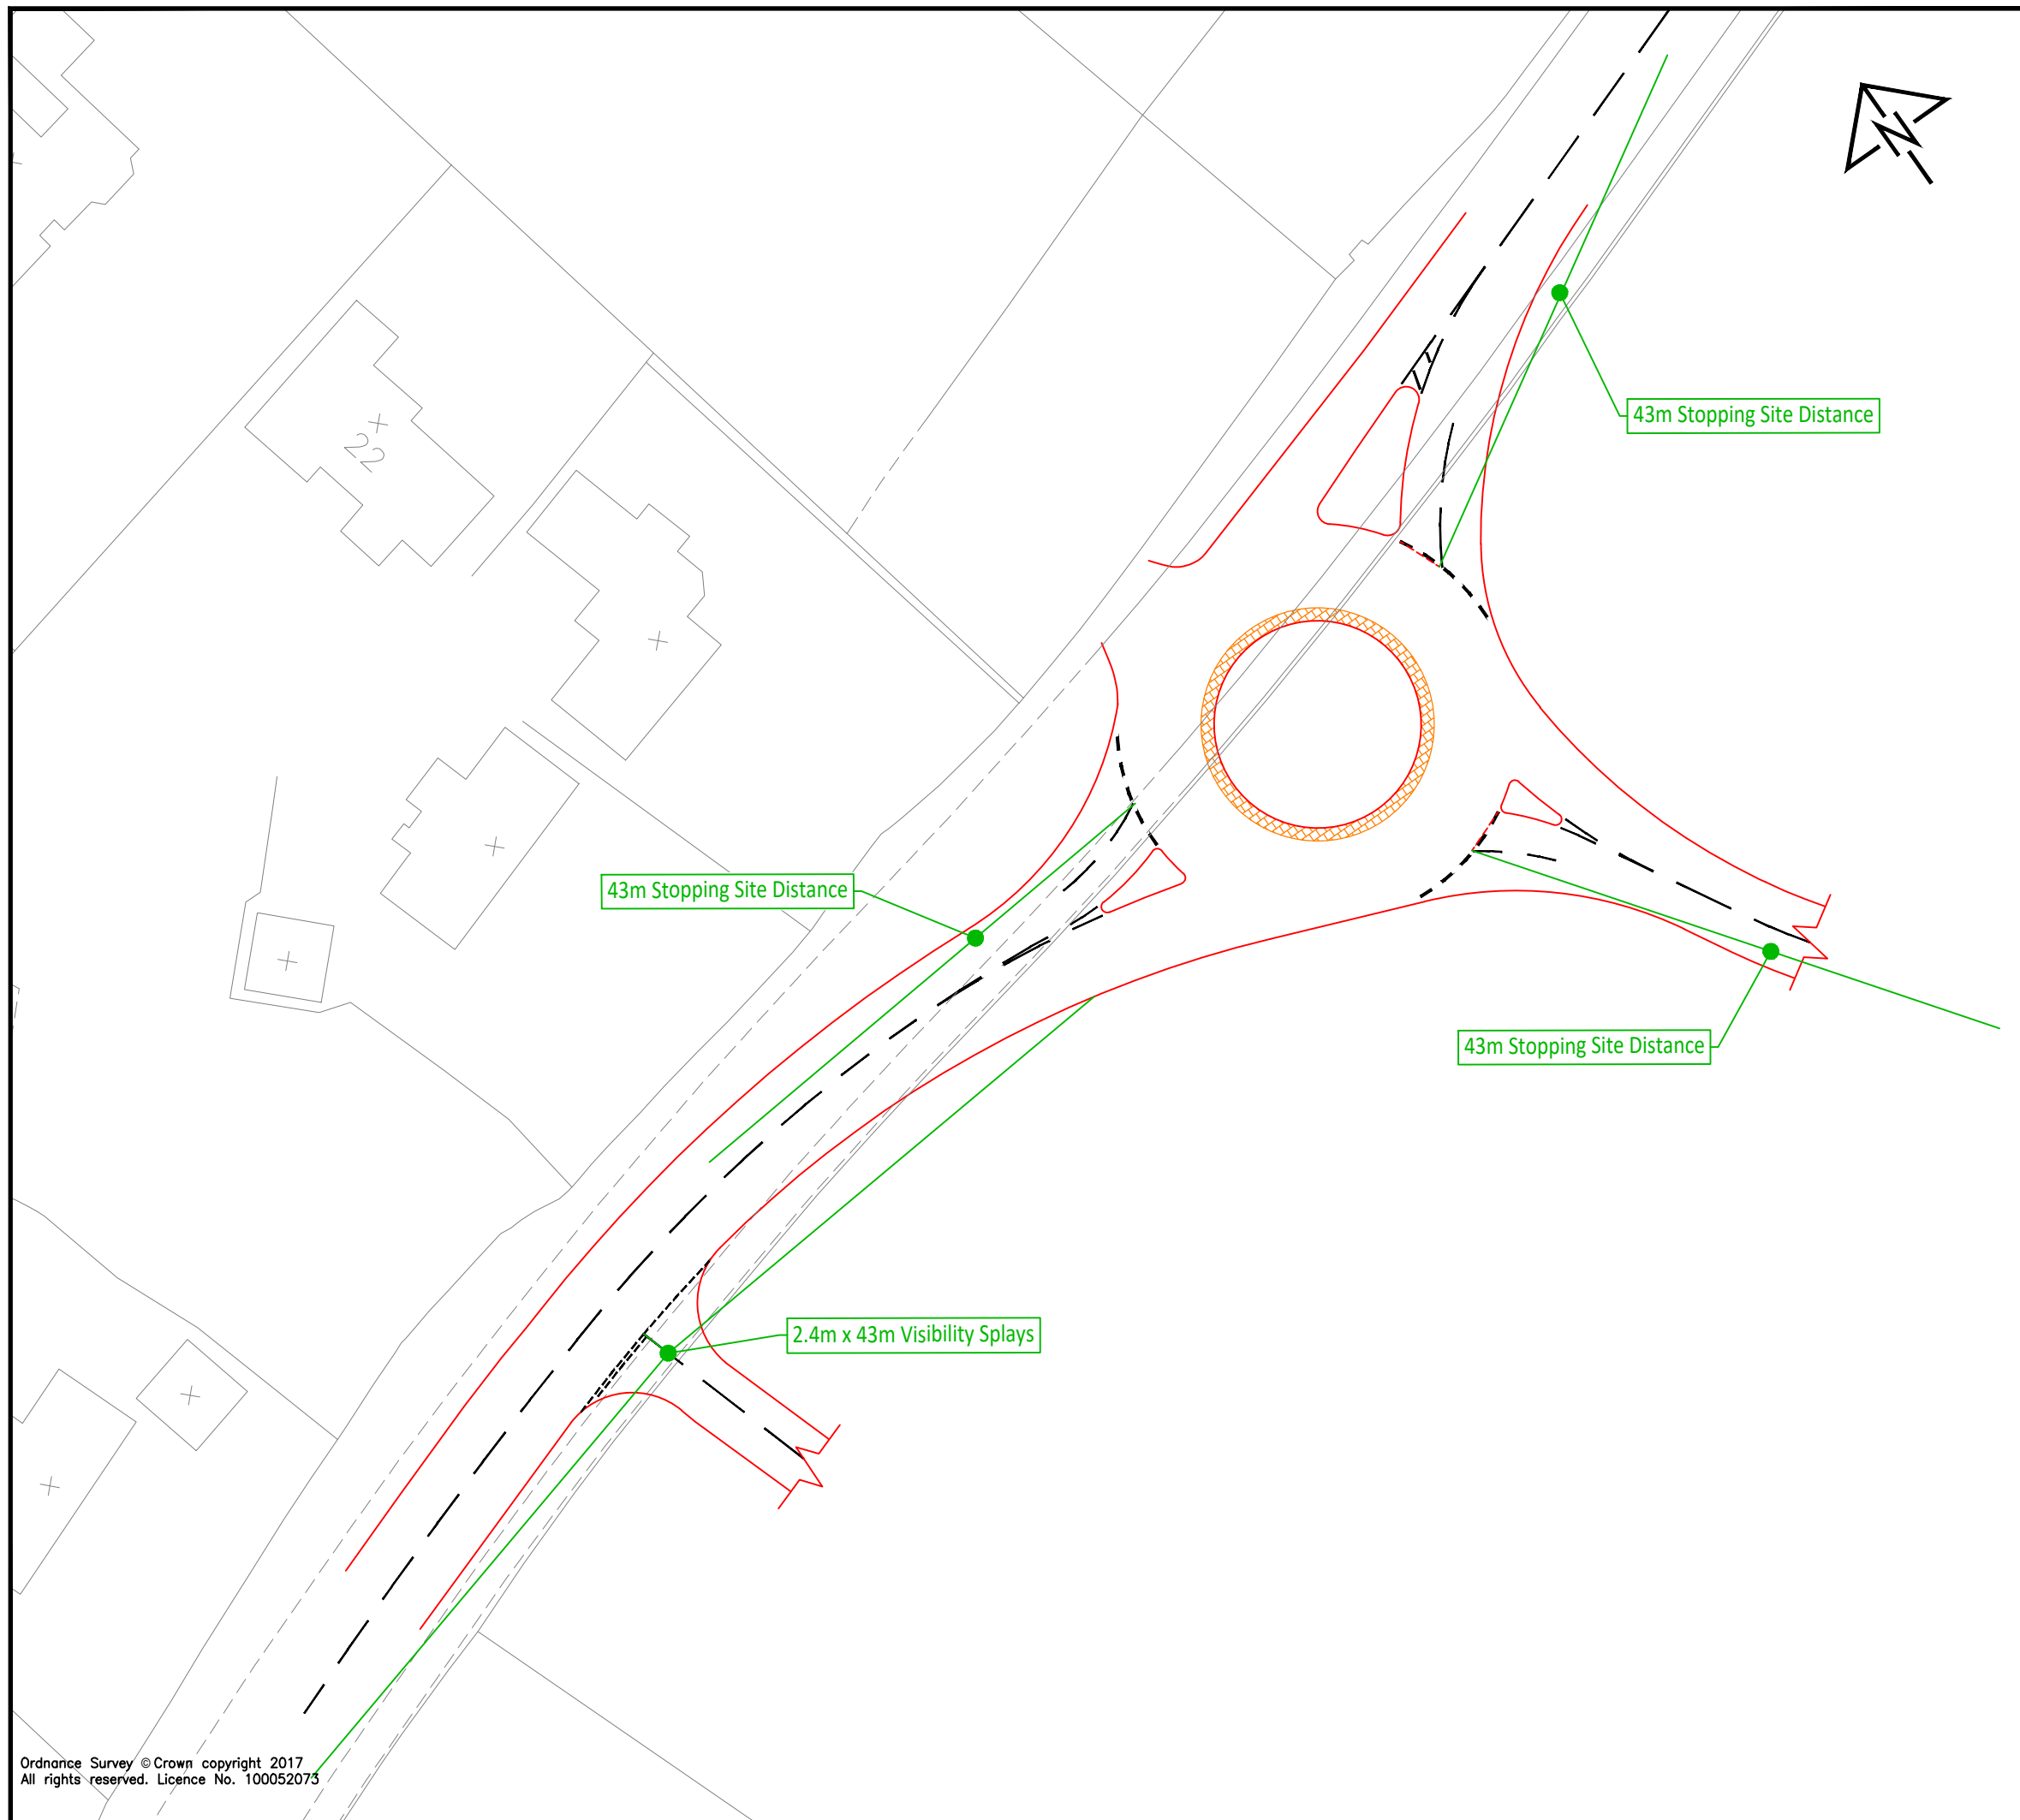 N
43m Stopping Site Distance
22
43m Stopping Site Distance
43m Stopping Site Distance
2.4m x 43m Visibility Splays
Ordnance Survey © Crown copyright 2017
All rights reserved. Licence No. 100052073